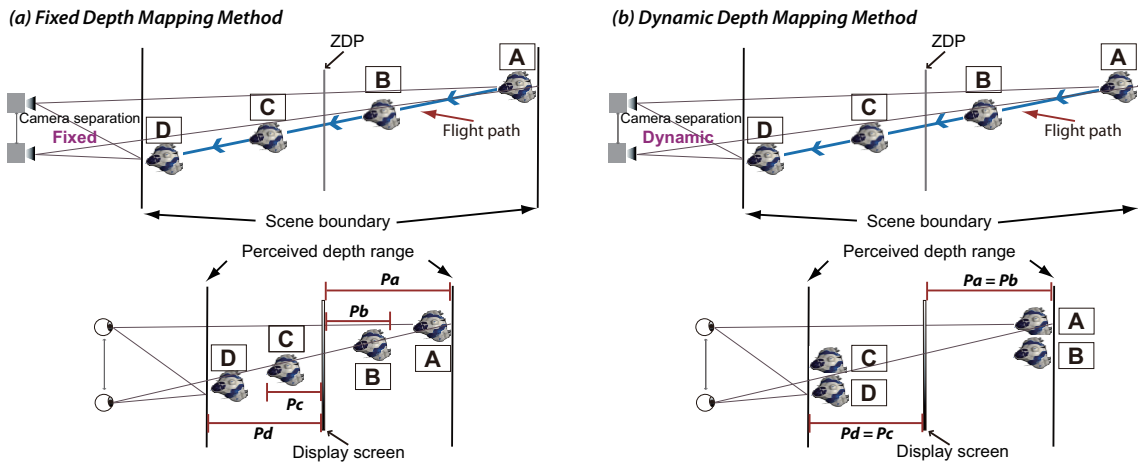 (a) Fixed Depth Mapping Method
ZDP
A
B
C
D
Camera separation
Fixed
Flight path
Scene boundary
Perceived depth range
Pa
Pb
A
B
C
D
Pc
Pd
Display screen
(b) Dynamic Depth Mapping Method
ZDP
A
B
C
D
Camera separation
Dynamic
Flight path
Scene boundary
Perceived depth range
Pa = Pb
A
B
C
D
Pd = Pc
Display screen